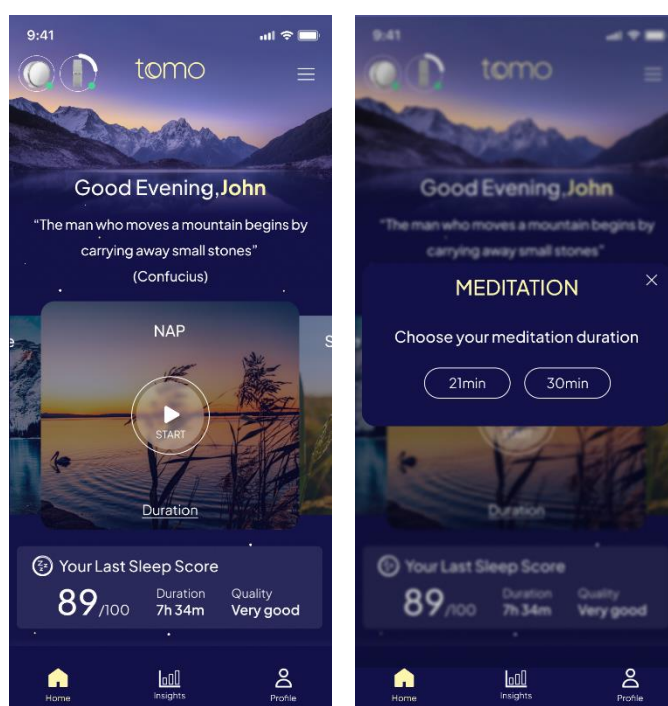 9:41
tomo
Good Evening, John
“The man who moves a mountain begins by
carrying away small stones”
(Confucius)
e
NAP
S
START
Duration
Your Last Sleep Score
89/100
Duration
7h 34m
Quality
Very good
Home
Insights
Profile
9:41
tomo
Good Evening, John
“The man who moves a mountain begins by
carrying away small stones”
MEDITATION
Choose your meditation duration
21min
30min
Duration
Your Last Sleep Score
89/100
Duration
7h 34m
Quality
Very good
Home
Insights
Profile